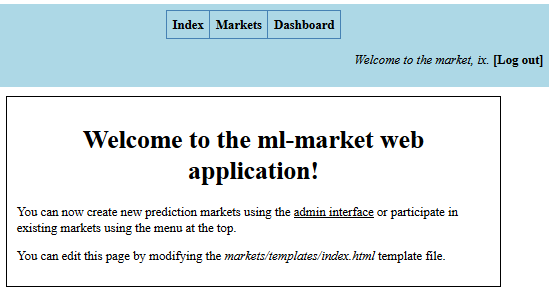 Index Markets Dashboard
Welcome to the market, ix. [Log out]
Welcome to the ml-market web
application!
You can now create new prediction markets using the admin interface or participate in
existing markets using the menu at the top.
You can edit this page by modifying the markets/templates/index.html template file.